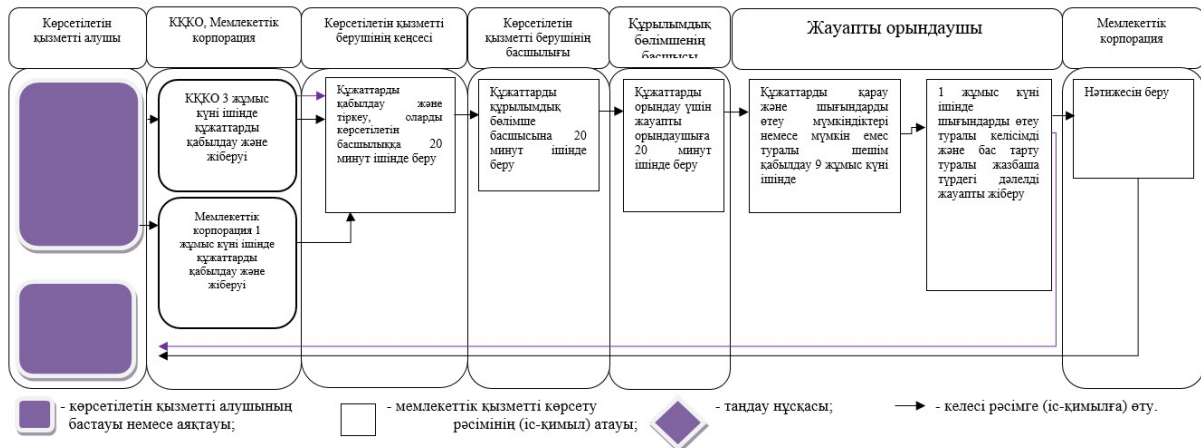 Көрсетілетін
қызметті алушы
КҚКО, Мемлекеттік
корпорация
Көрсетілетін қызметті
берушінің кеңсесі
Көрсетілетін
қызметті берушінің
басшылығы
Құрылымдық
бөлімшенің
басшысы
Жауапты орындаушы
Мемлекеттік
корпорация
ККҚО 3 жұмыс
күні ішінде
құжаттарды
қабылдау және
жіберуі
Мемлекеттік
корпорация 1
жұмыс күні ішінде
құжаттарды
қабылдау және
жіберуі
Құжаттарды
қабылдау және
тіркеу, оларды
көрсетілетін
басшылыққа 20
минут ішінде беру
Құжаттарды
құрылымдық
бөлімше
басшысына 20
минут ішінде
беру
Құжаттарды
орындау үшін
жауапты
орындаушыға
20 минут
ішінде беру
Құжаттарды қарау
және шығындарды
өтеу мүмкіндіктері
немесе мүмкін емес
туралы шешім
қабылдау 9 жұмыс күні
ішінде
1 жұмыс күні
ішінде
шығындарды өтеу
туралы келісімді
және бас тарту
туралы жазбаша
түрдегі дәлелді
жауапты жіберу
Нәтижесін беру
- көрсетілетін қызметті алушының
бастауы немесе аяқтауы;
- мемлекеттік қызметті көрсету
рәсімінің (іс-қимыл) атауы;
- таңдау нұсқасы;
- келесі рәсімге (іс-қимылға) өту.